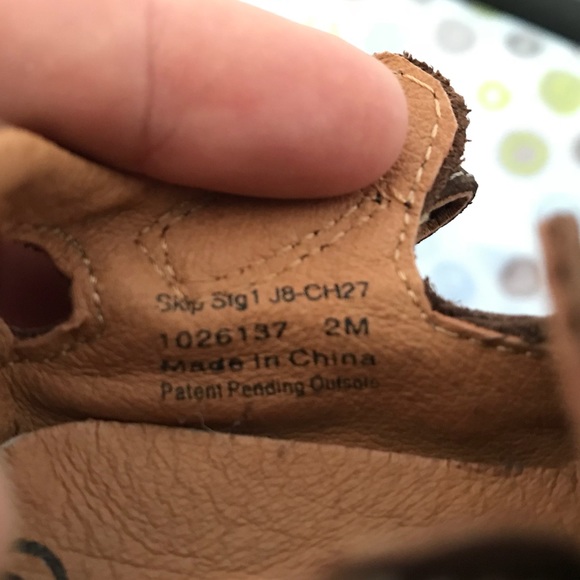 Skip Stg1 J8-CH27
1026137 2M
Made In China
Patent Pending Outsole